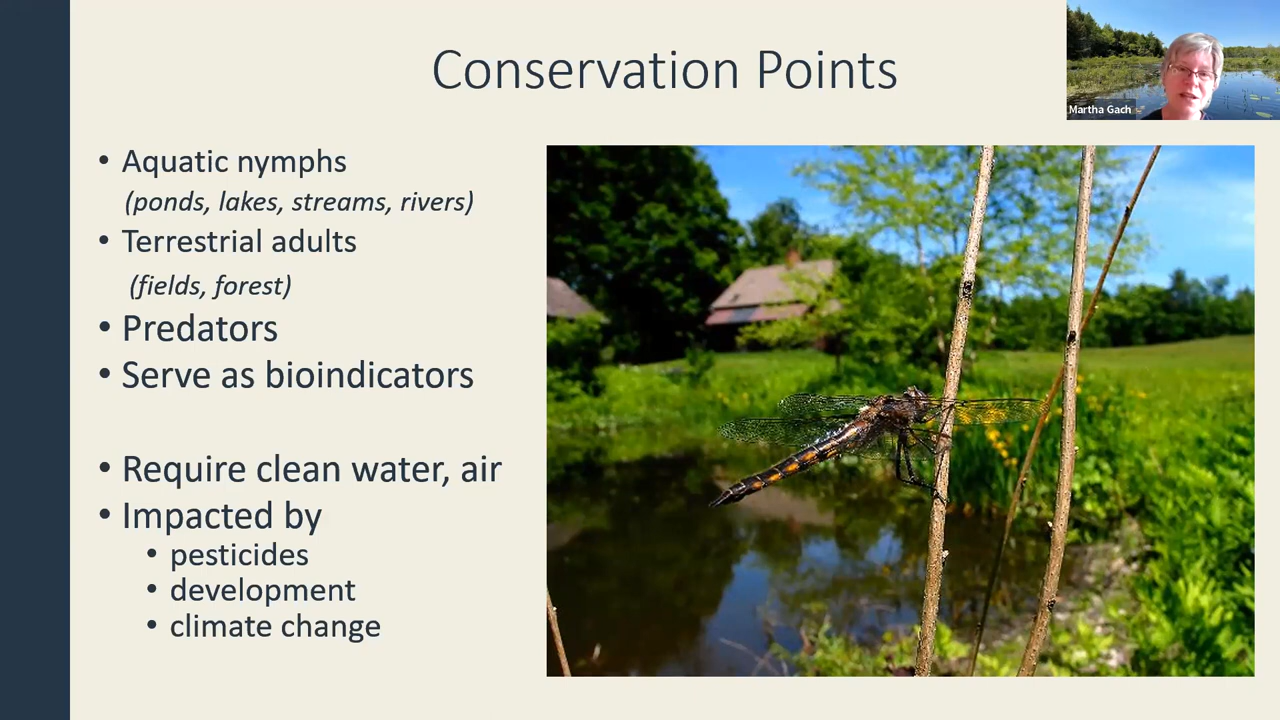 Conservation Points
Martha Gach
• Aquatic nymphs
(ponds, lakes, streams, rivers)
• Terrestrial adults
(fields, forest)
• Predators
• Serve as bioindicators
• Require clean water, air
• Impacted by
• pesticides
• development
• climate change